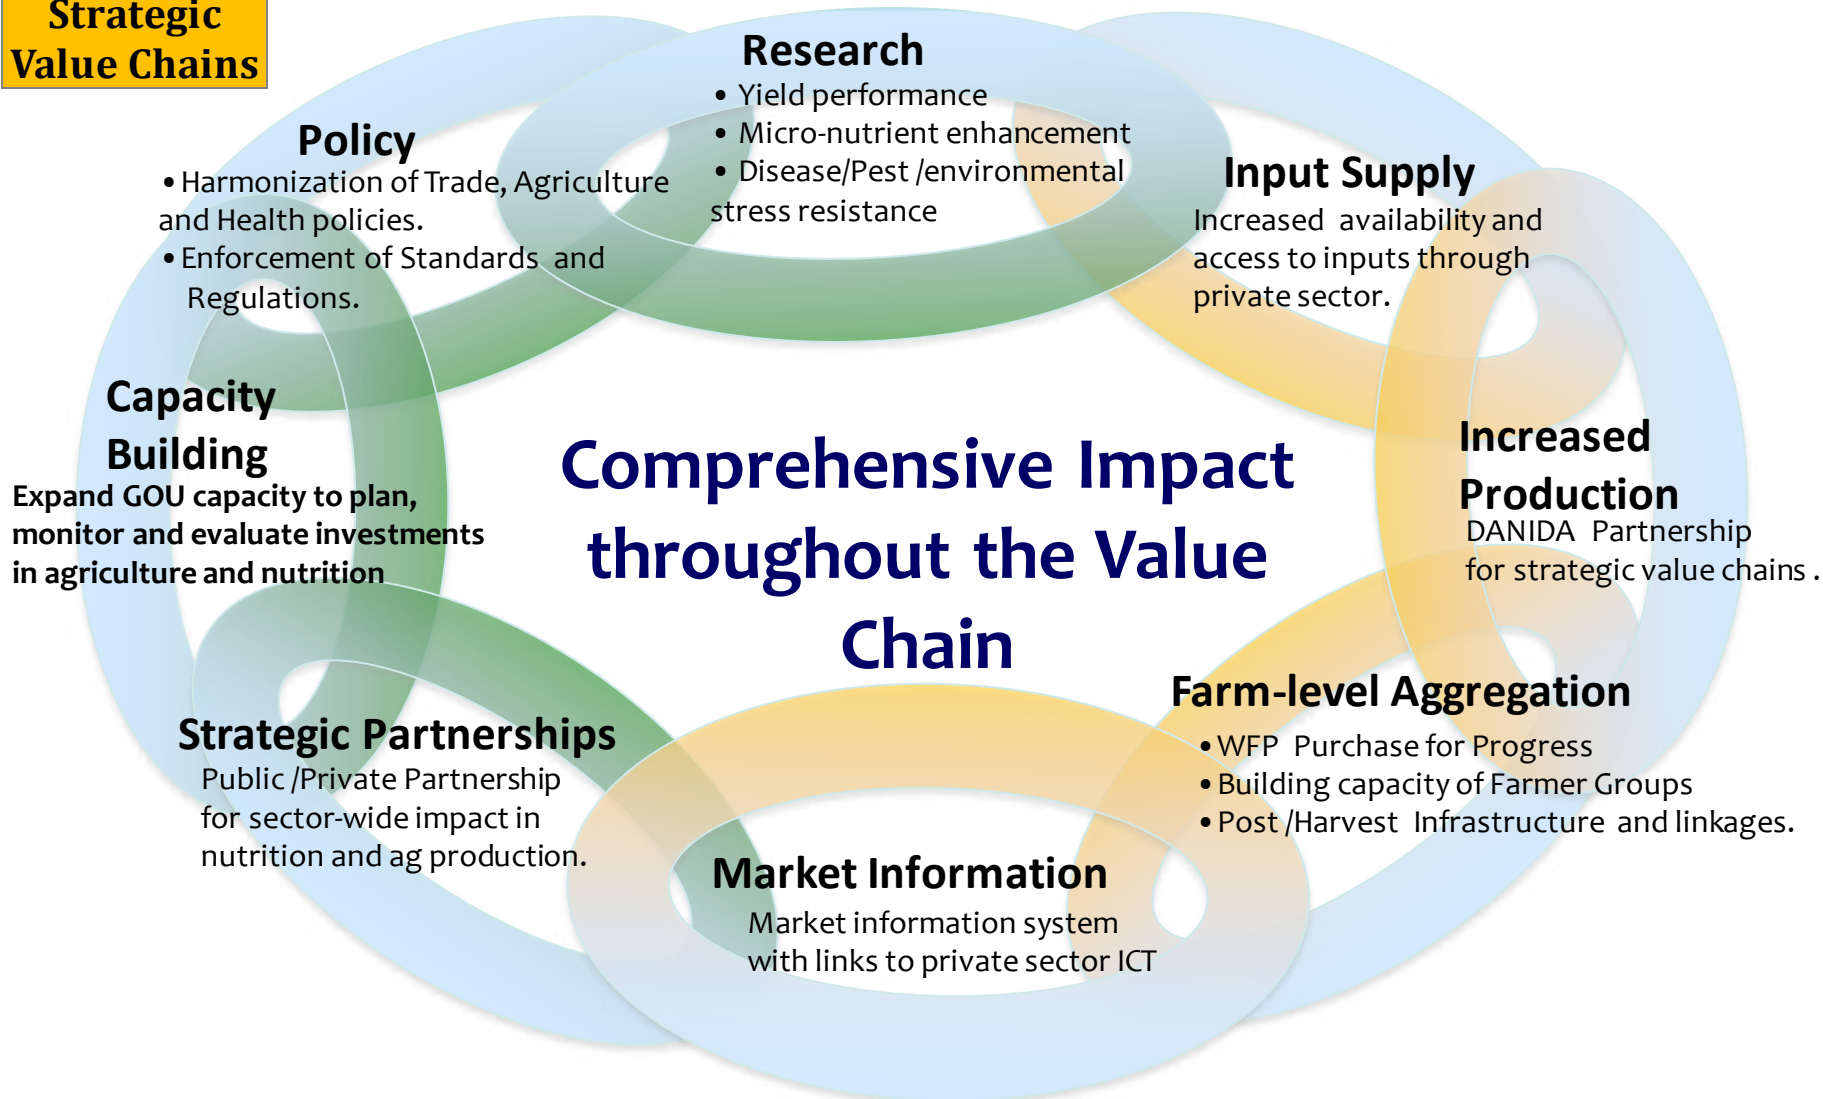 Strategic
Value Chains
Research
• Yield performance
• Micro-nutrient enhancement
• Disease/Pest /environmental
stress resistance
Policy
• Harmonization of Trade, Agriculture
and Health policies.
• Enforcement of Standards and
Regulations.
Input Supply
Increased availability and
access to inputs through
private sector.
Capacity
Building
Expand GOU capacity to plan,
monitor and evaluate investments
in agriculture and nutrition
Comprehensive Impact
throughout the Value
Chain
Increased
Production
DANIDA Partnership
for strategic value chains .
Farm-level Aggregation
• WFP Purchase for Progress
• Building capacity of Farmer Groups
• Post /Harvest Infrastructure and linkages.
Strategic Partnerships
Public /Private Partnership
for sector-wide impact in
nutrition and ag production.
Market Information
Market information system
with links to private sector ICT